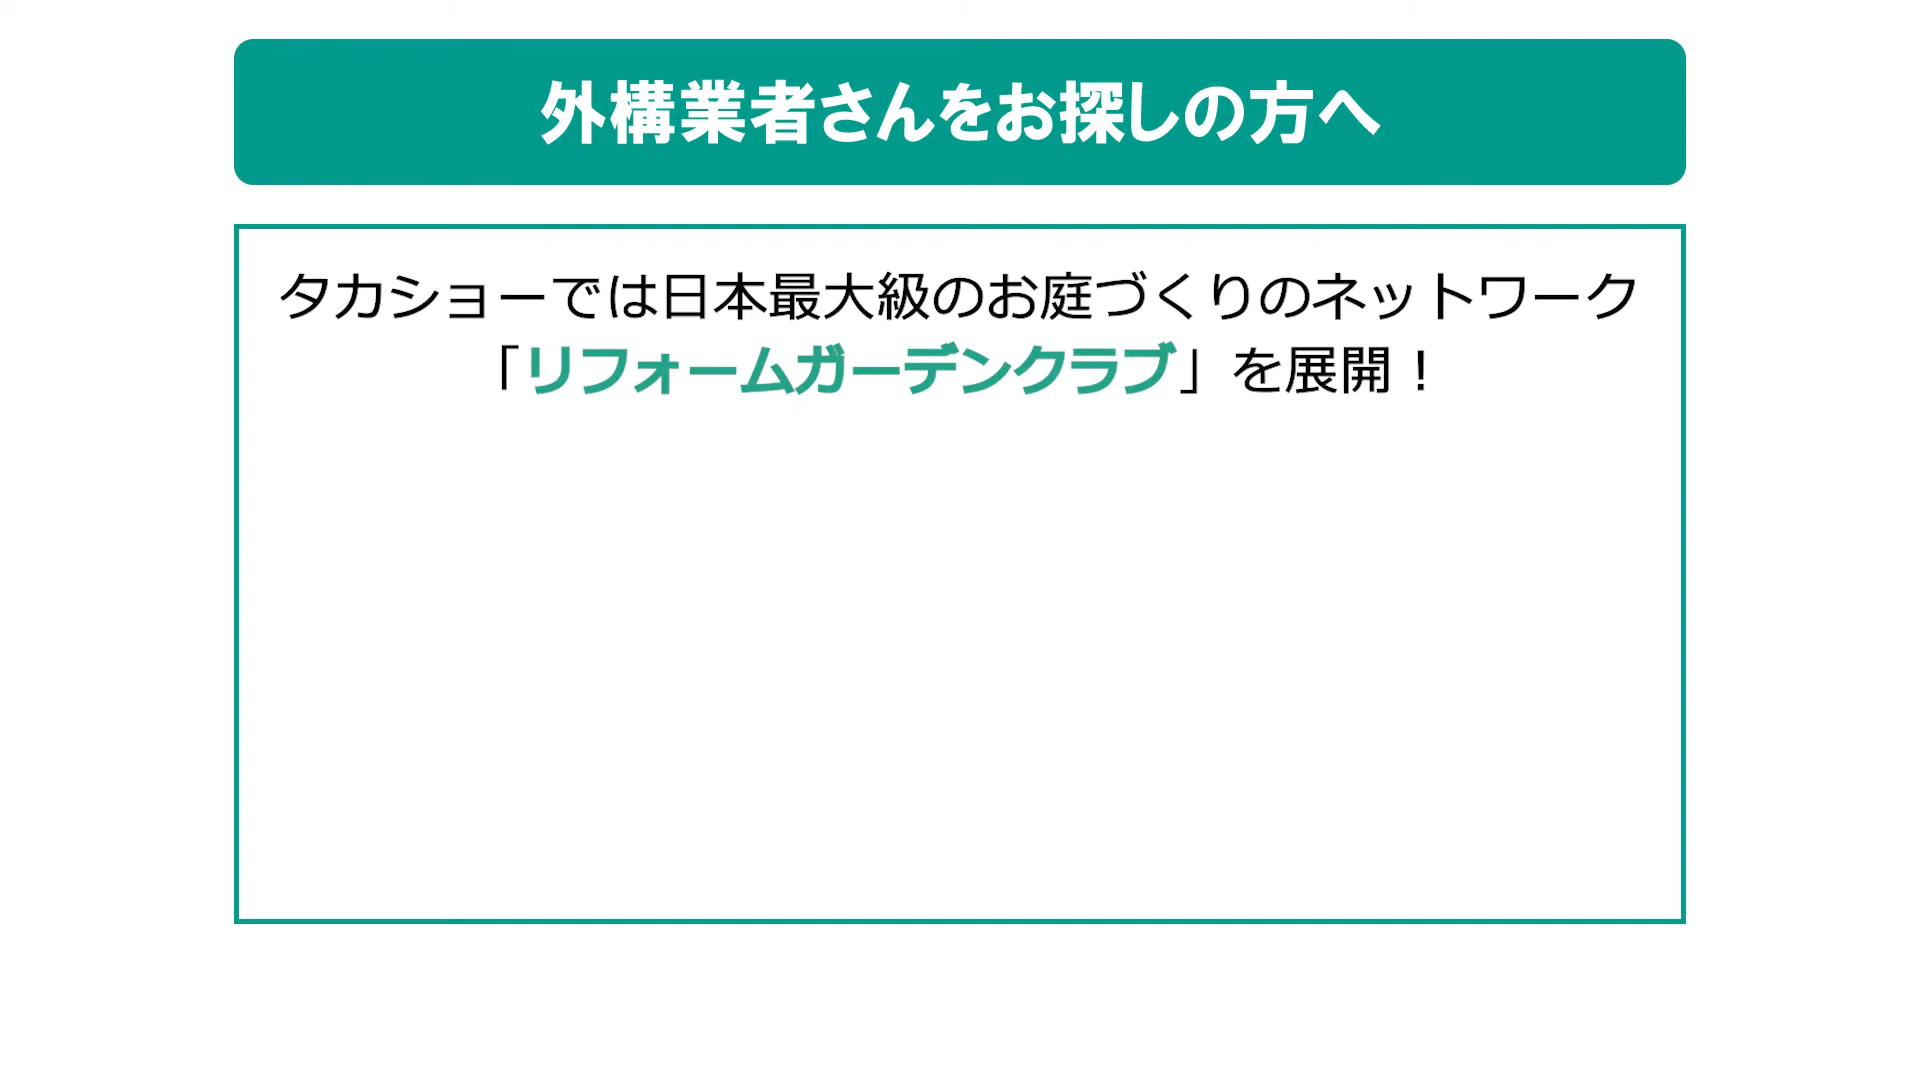 外構業者さんをお探しの方へ
タカショーでは日本最大級のお庭づくりのネットワーク
「リフォームガーデンクラブ」を展開！